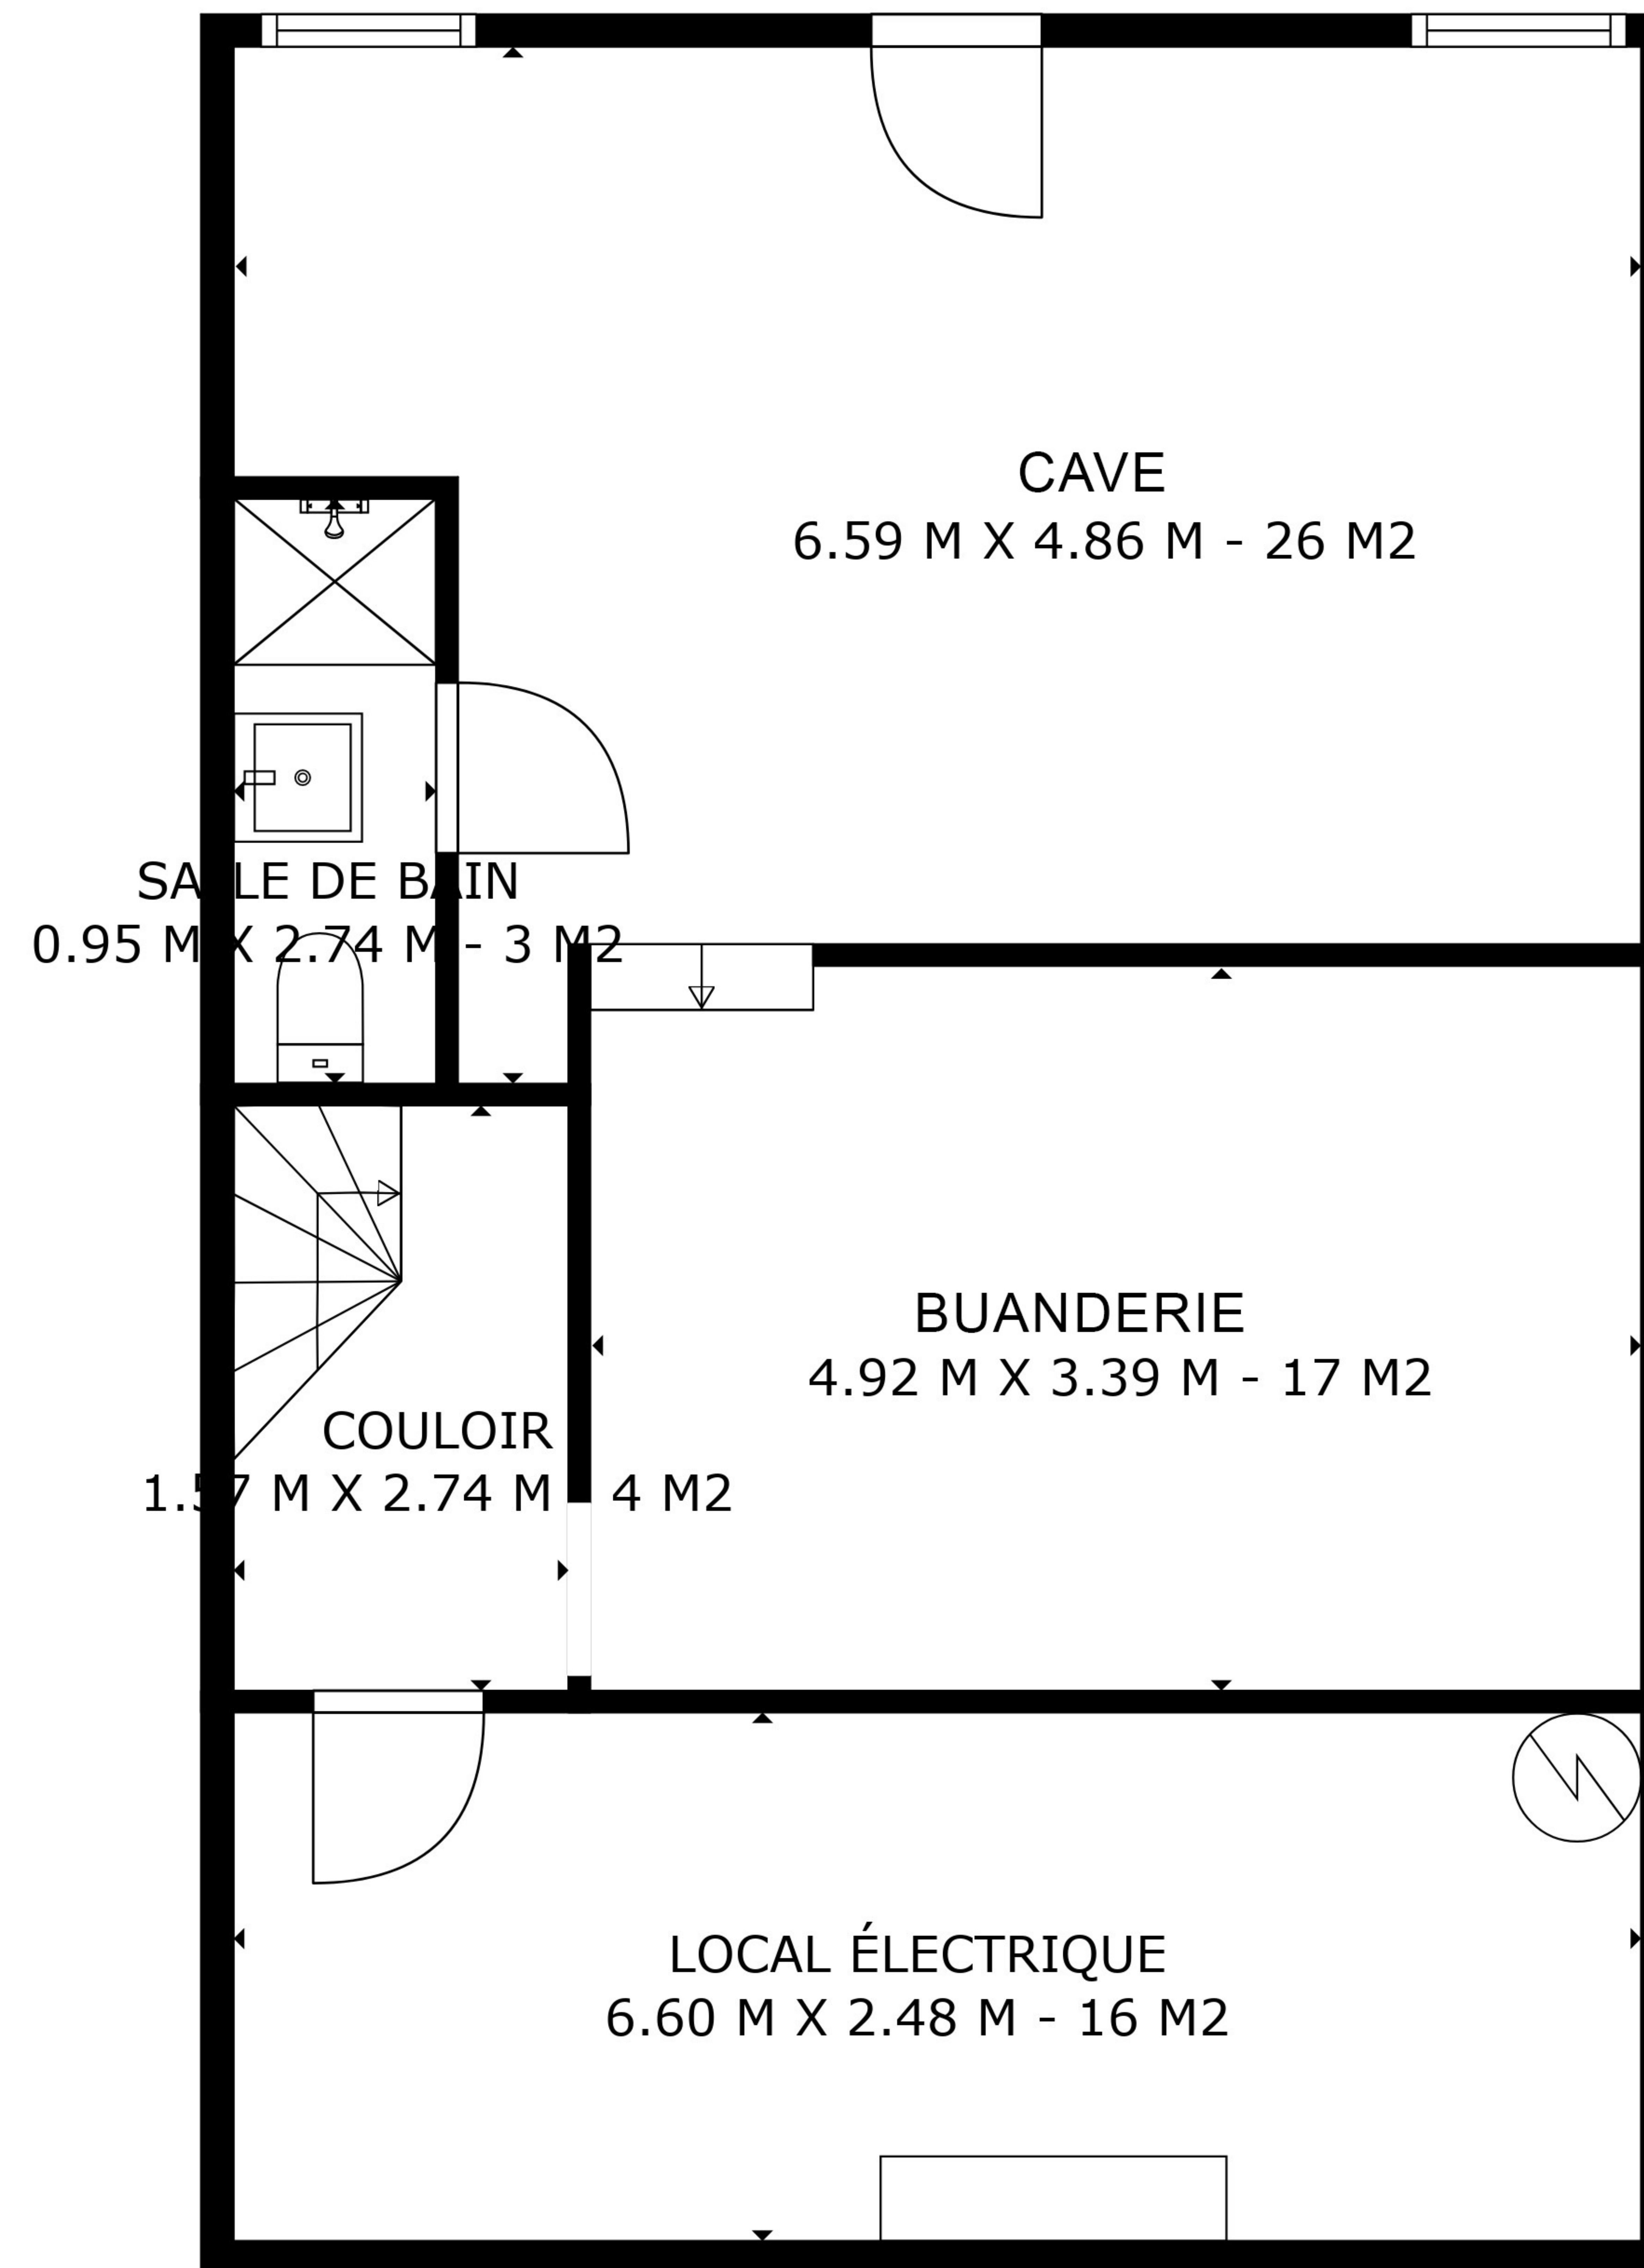 CAVE
6.59 M X 4.86 M - 26 M2
SALLE DE BAIN
0.95 M X 2.74 M - 3 M2
BUANDERIE
4.92 M X 3.39 M - 17 M2
COULOIR
1.57 M X 2.74 M - 4 M2
LOCAL ÉLECTRIQUE
6.60 M X 2.48 M - 16 M2